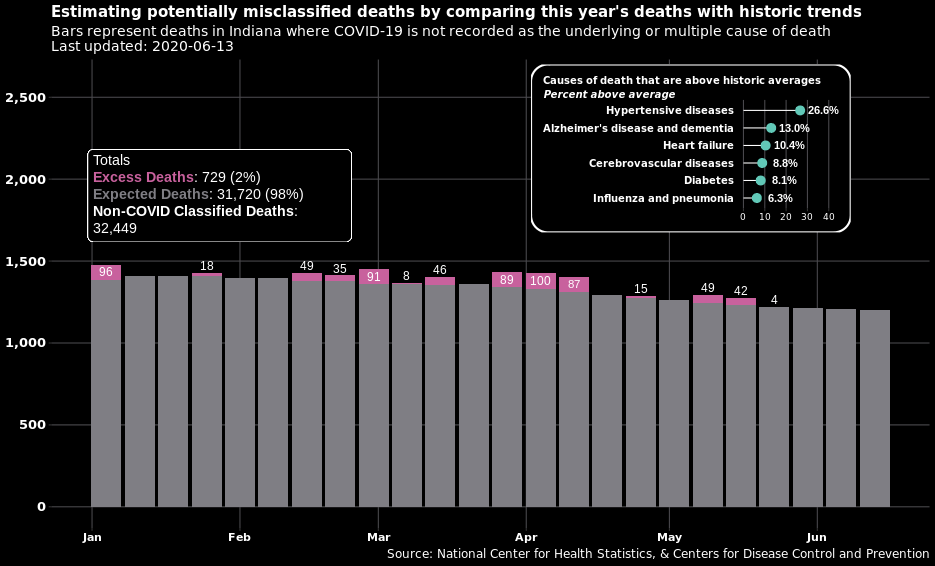 Estimating potentially misclassified deaths by comparing this year's deaths with historic trends
Bars represent deaths in Indiana where COVID-19 is not recorded as the underlying or multiple cause of death
Last updated: 2020-06-13
Causes of death that are above historic averages
Percent above average
Hypertensive diseases 26.6%
Alzheimer's disease and dementia 13.0%
Heart failure 10.4%
Cerebrovascular diseases 8.8%
Diabetes 8.1%
Influenza and pneumonia 6.3%
0 10 20 30 40
Totals
Excess Deaths: 729 (2%)
Expected Deaths: 31,720 (98%)
Non-COVID Classified Deaths:
32,449
2,500
2,000
1,500
1,000
500
0
96 18 49 35 91 8 46 89 100 87 15 49 42 4
Jan Feb Mar Apr May Jun
Source: National Center for Health Statistics, & Centers for Disease Control and Prevention